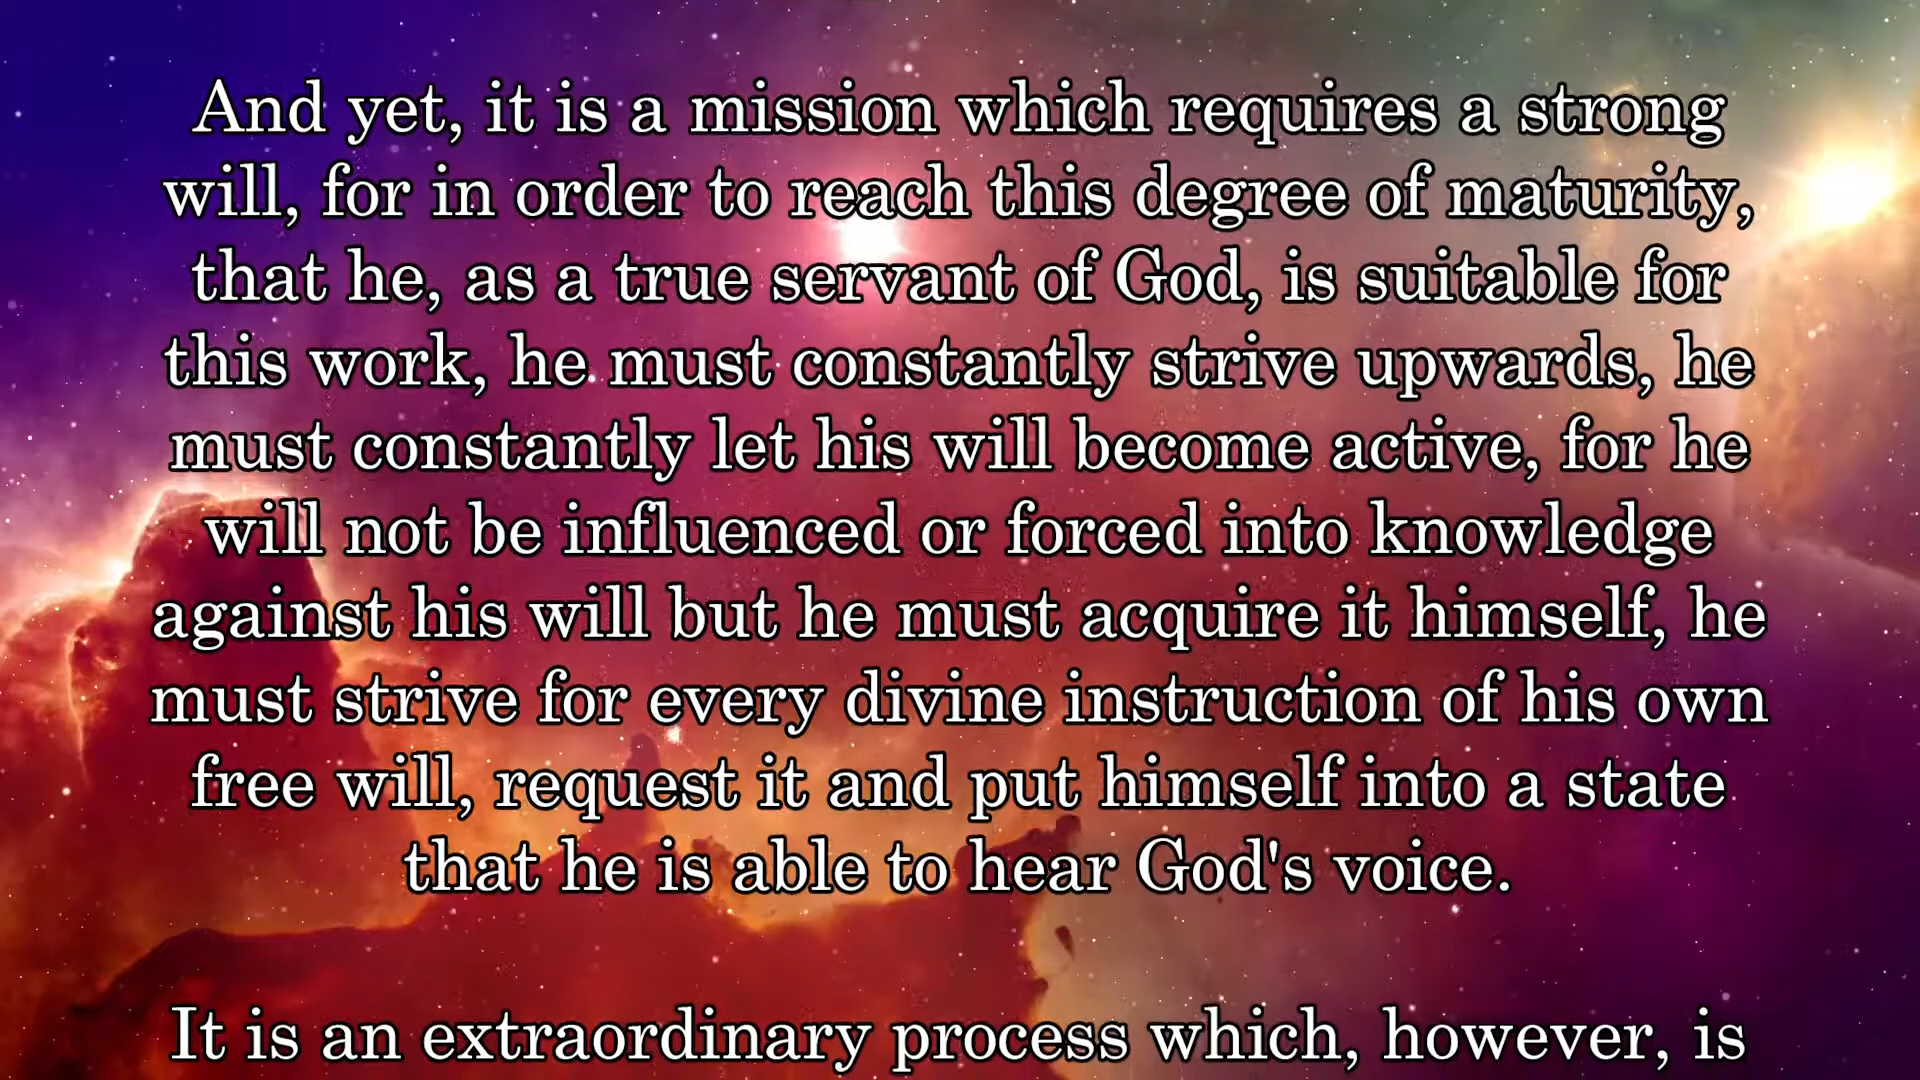 And yet, it is a mission which requires a strong
will, for in order to reach this degree of maturity,
that he, as a true servant of God, is suitable for
this work, he must constantly strive upwards, he
must constantly let his will become active, for he
will not be influenced or forced into knowledge
against his will but he must acquire it himself, he
must strive for every divine instruction of his own
free will, request it and put himself into a state
that he is able to hear God's voice.
It is an extraordinary process which, however, is